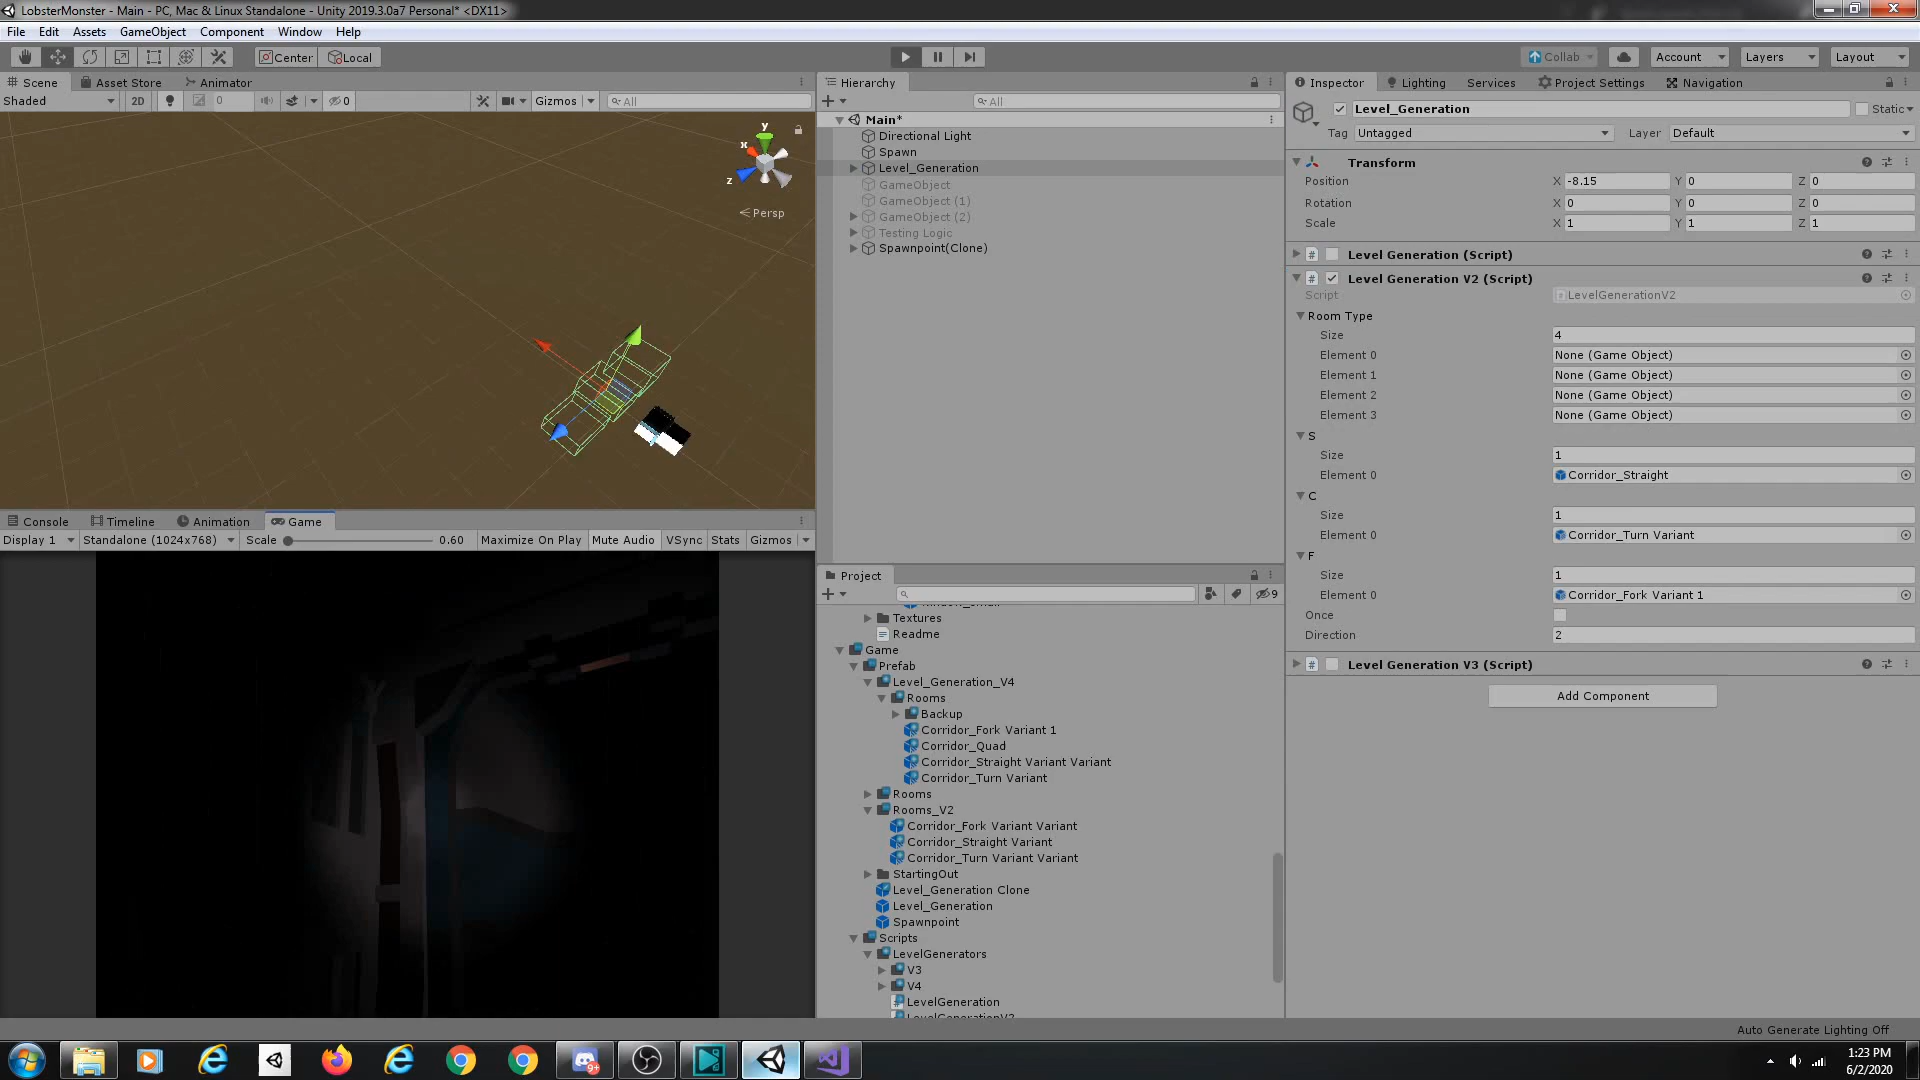 LobsterMonster - Main - PC, Mac & Linux Standalone - Unity 2019.3.0a7 Personal* <DX11>
File Edit Assets GameObject Component Window Help
Center Local
Collab Account Layers Layout
Scene Asset Store Animator
Shaded 2D 0 0 Gizmos All
y
x
z
Persp
Console Timeline Animation Game
Display 1 Standalone (1024x768) Scale 0.60 Maximize On Play Mute Audio VSync Stats Gizmos
Hierarchy
All
Main*
Directional Light
Spawn
Level_Generation
GameObject
GameObject (1)
GameObject (2)
Testing Logic
Spawnpoint(Clone)
Project
9
Textures
Readme
Game
Prefab
Level_Generation_V4
Rooms
Backup
Corridor_Fork Variant 1
Corridor_Quad
Corridor_Straight Variant Variant
Corridor_Turn Variant
Rooms
Rooms_V2
Corridor_Fork Variant Variant
Corridor_Straight Variant
Corridor_Turn Variant Variant
StartingOut
Level_Generation Clone
Level_Generation
Spawnpoint
Scripts
LevelGenerators
V3
V4
LevelGeneration
LevelGenerationV2
Inspector Lighting Services Project Settings Navigation
Level_Generation Static
Tag Untagged Layer Default
Transform
Position X -8.15 Y 0 Z 0
Rotation X 0 Y 0 Z 0
Scale X 1 Y 1 Z 1
Level Generation (Script)
Level Generation V2 (Script)
Script LevelGenerationV2
Room Type
Size 4
Element 0 None (Game Object)
Element 1 None (Game Object)
Element 2 None (Game Object)
Element 3 None (Game Object)
S
Size 1
Element 0 Corridor_Straight
C
Size 1
Element 0 Corridor_Turn Variant
F
Size 1
Element 0 Corridor_Fork Variant 1
Once
Direction 2
Level Generation V3 (Script)
Add Component
Auto Generate Lighting Off
9+
1:23 PM
6/2/2020